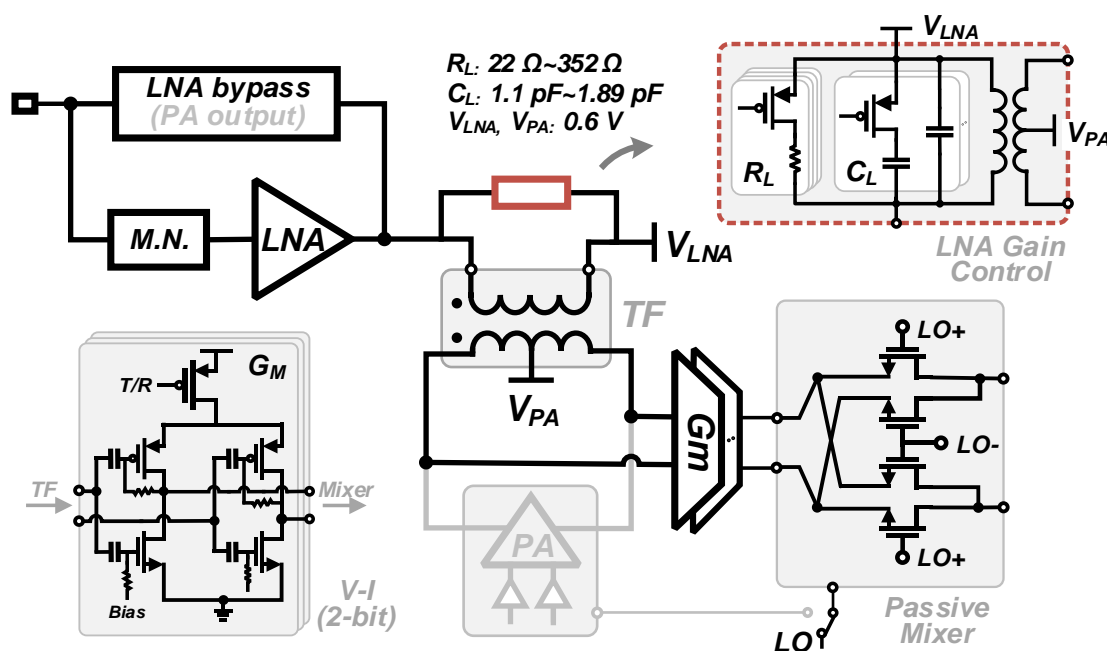 LNA bypass
(PA output)
M.N.
LNA
R_L: 22 Ω~352 Ω
C_L: 1.1 pF~1.89 pF
V_LNA, V_PA: 0.6 V
V_LNA
R_L
C_L
V_PA
LNA Gain
Control
V_LNA
TF
V_PA
Gm
PA
LO+
LO-
LO+
Passive
Mixer
LO
G_M
T/R
TF
Mixer
Bias
V-I
(2-bit)